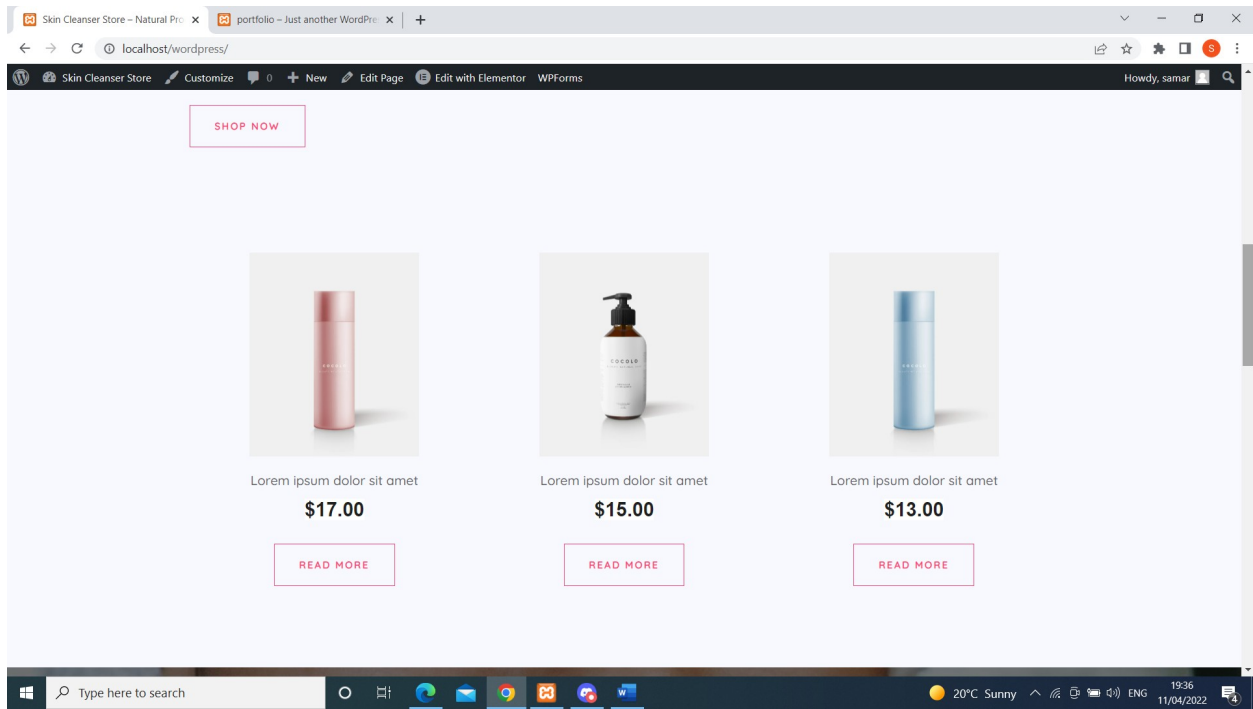 Skin Cleanser Store – Natural Pro
portfolio – Just another WordPre
localhost/wordpress/
S
Skin Cleanser Store Customize 0 New Edit Page Edit with Elementor WPForms Howdy, samar
SHOP NOW
COCOLO
Lorem ipsum dolor sit amet Lorem ipsum dolor sit amet Lorem ipsum dolor sit amet
$17.00 $15.00 $13.00
READ MORE READ MORE READ MORE
Type here to search
20°C Sunny ENG 19:36
11/04/2022
4